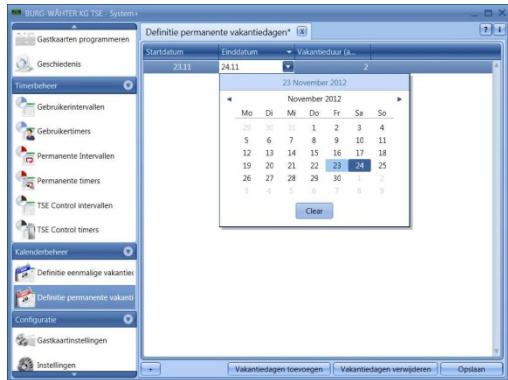 BURG-WÄHTER KG TSE - System+
Gastkaarten programmeren
Geschiedenis
Timerbeheer
Gebruikerintervallen
Gebruikertimers
Permanente Intervallen
Permanente timers
TSE Control intervallen
TSE Control timers
Kalenderbeheer
Definitie eenmalige vakantie
Definitie permanente vakanti
Configuratie
Gastkaartinstellingen
Instellingen
Definitie permanente vakantiedagen*
Startdatum Einddatum Vakantieduur (a...
23.11 24.11 2
23 November 2012
November 2012
Mo Di Mi Do Fr Sa So
29 30 31 1 2 3 4
5 6 7 8 9 10 11
12 13 14 15 16 17 18
19 20 21 22 23 24 25
26 27 28 29 30 1 2
3 4 5 6 7 8 9
Clear
+ Vakantiedagen toevoegen Vakantiedagen verwijderen Opslaan